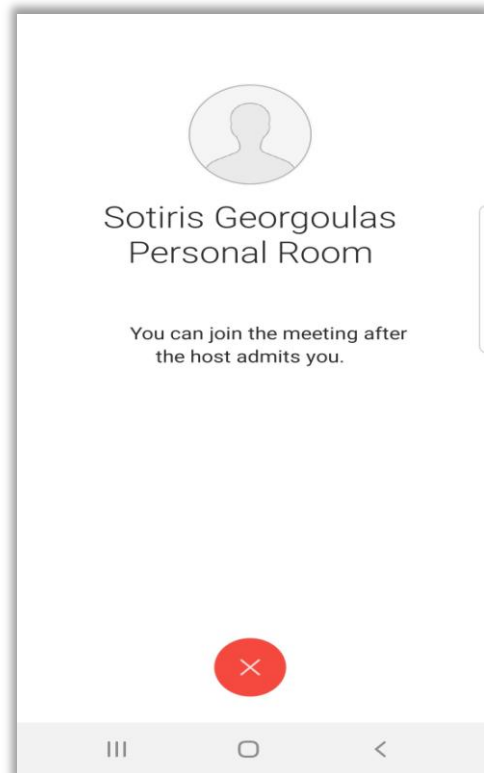 Sotiris Georgoulas
Personal Room
You can join the meeting after
the host admits you.